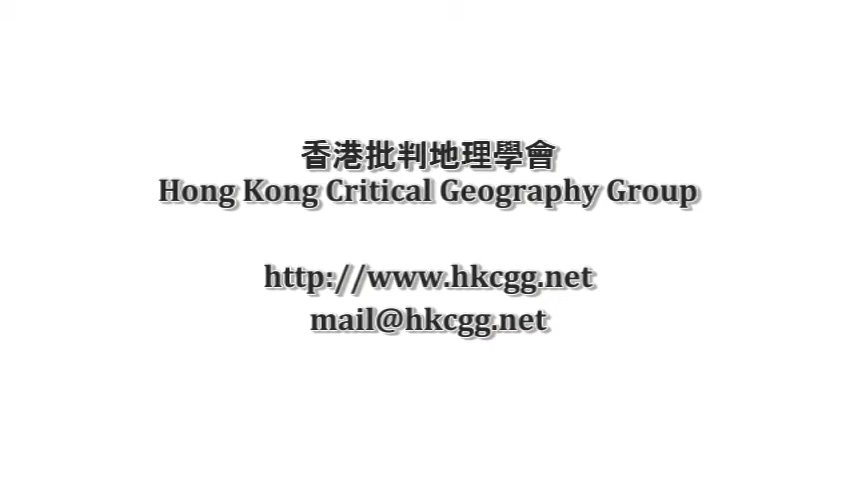 香港批判地理學會
Hong Kong Critical Geography Group
http://www.hkcgg.net
mail@hkcgg.net